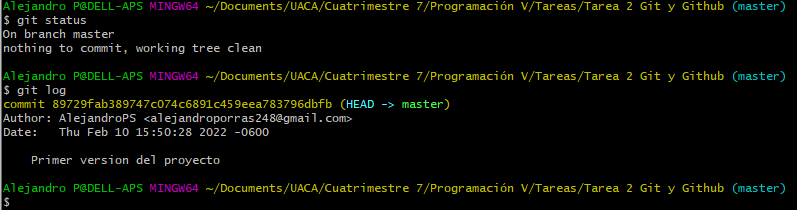 Alejandro P@DELL-APS MINGW64 ~/Documents/UACA/Cuatrimestre 7/Programación V/Tareas/Tarea 2 Git y Github (master)
$ git status
On branch master
nothing to commit, working tree clean
Alejandro P@DELL-APS MINGW64 ~/Documents/UACA/Cuatrimestre 7/Programación V/Tareas/Tarea 2 Git y Github (master)
$ git log
commit 89729fab389747c074c6891c459eea783796dbfb (HEAD -> master)
Author: AlejandroPS <alejandroporras248@gmail.com>
Date:   Thu Feb 10 15:50:28 2022 -0600
    Primer version del proyecto
Alejandro P@DELL-APS MINGW64 ~/Documents/UACA/Cuatrimestre 7/Programación V/Tareas/Tarea 2 Git y Github (master)
$